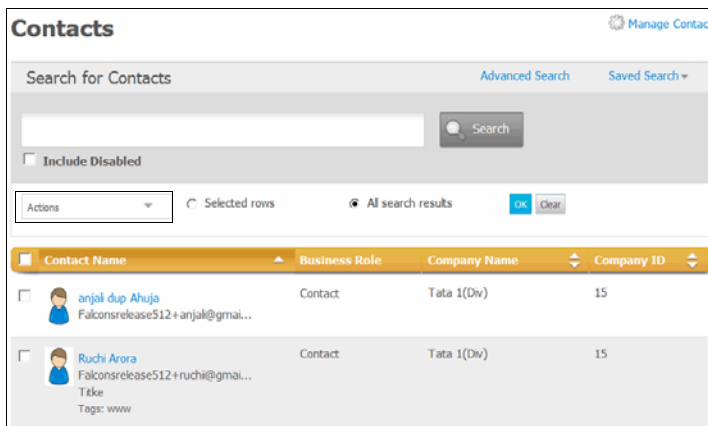 Contacts
Manage Contac
Search for Contacts
Advanced Search
Saved Search
Search
Include Disabled
Actions
Selected rows
All search results
OK
Clear
Contact Name
Business Role
Company Name
Company ID
anjali dup Ahuja
Contact
Tata 1(Div)
15
Falconsrelease512+anjali@gmai...
Ruchi Arora
Contact
Tata 1(Div)
15
Falconsrelease512+ruchi@gmai...
Titke
Tags: www